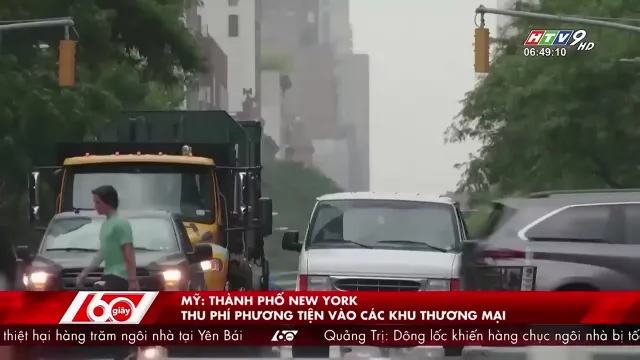 HTV9 HD
06:49:10
60 giây
MỸ: THÀNH PHỐ NEW YORK
THU PHÍ PHƯƠNG TIỆN VÀO CÁC KHU THƯƠNG MẠI
thiệt hại hàng trăm ngôi nhà tại Yên Bái 60 giây Quảng Trị: Dông lốc khiến hàng chục ngôi nhà bị tố